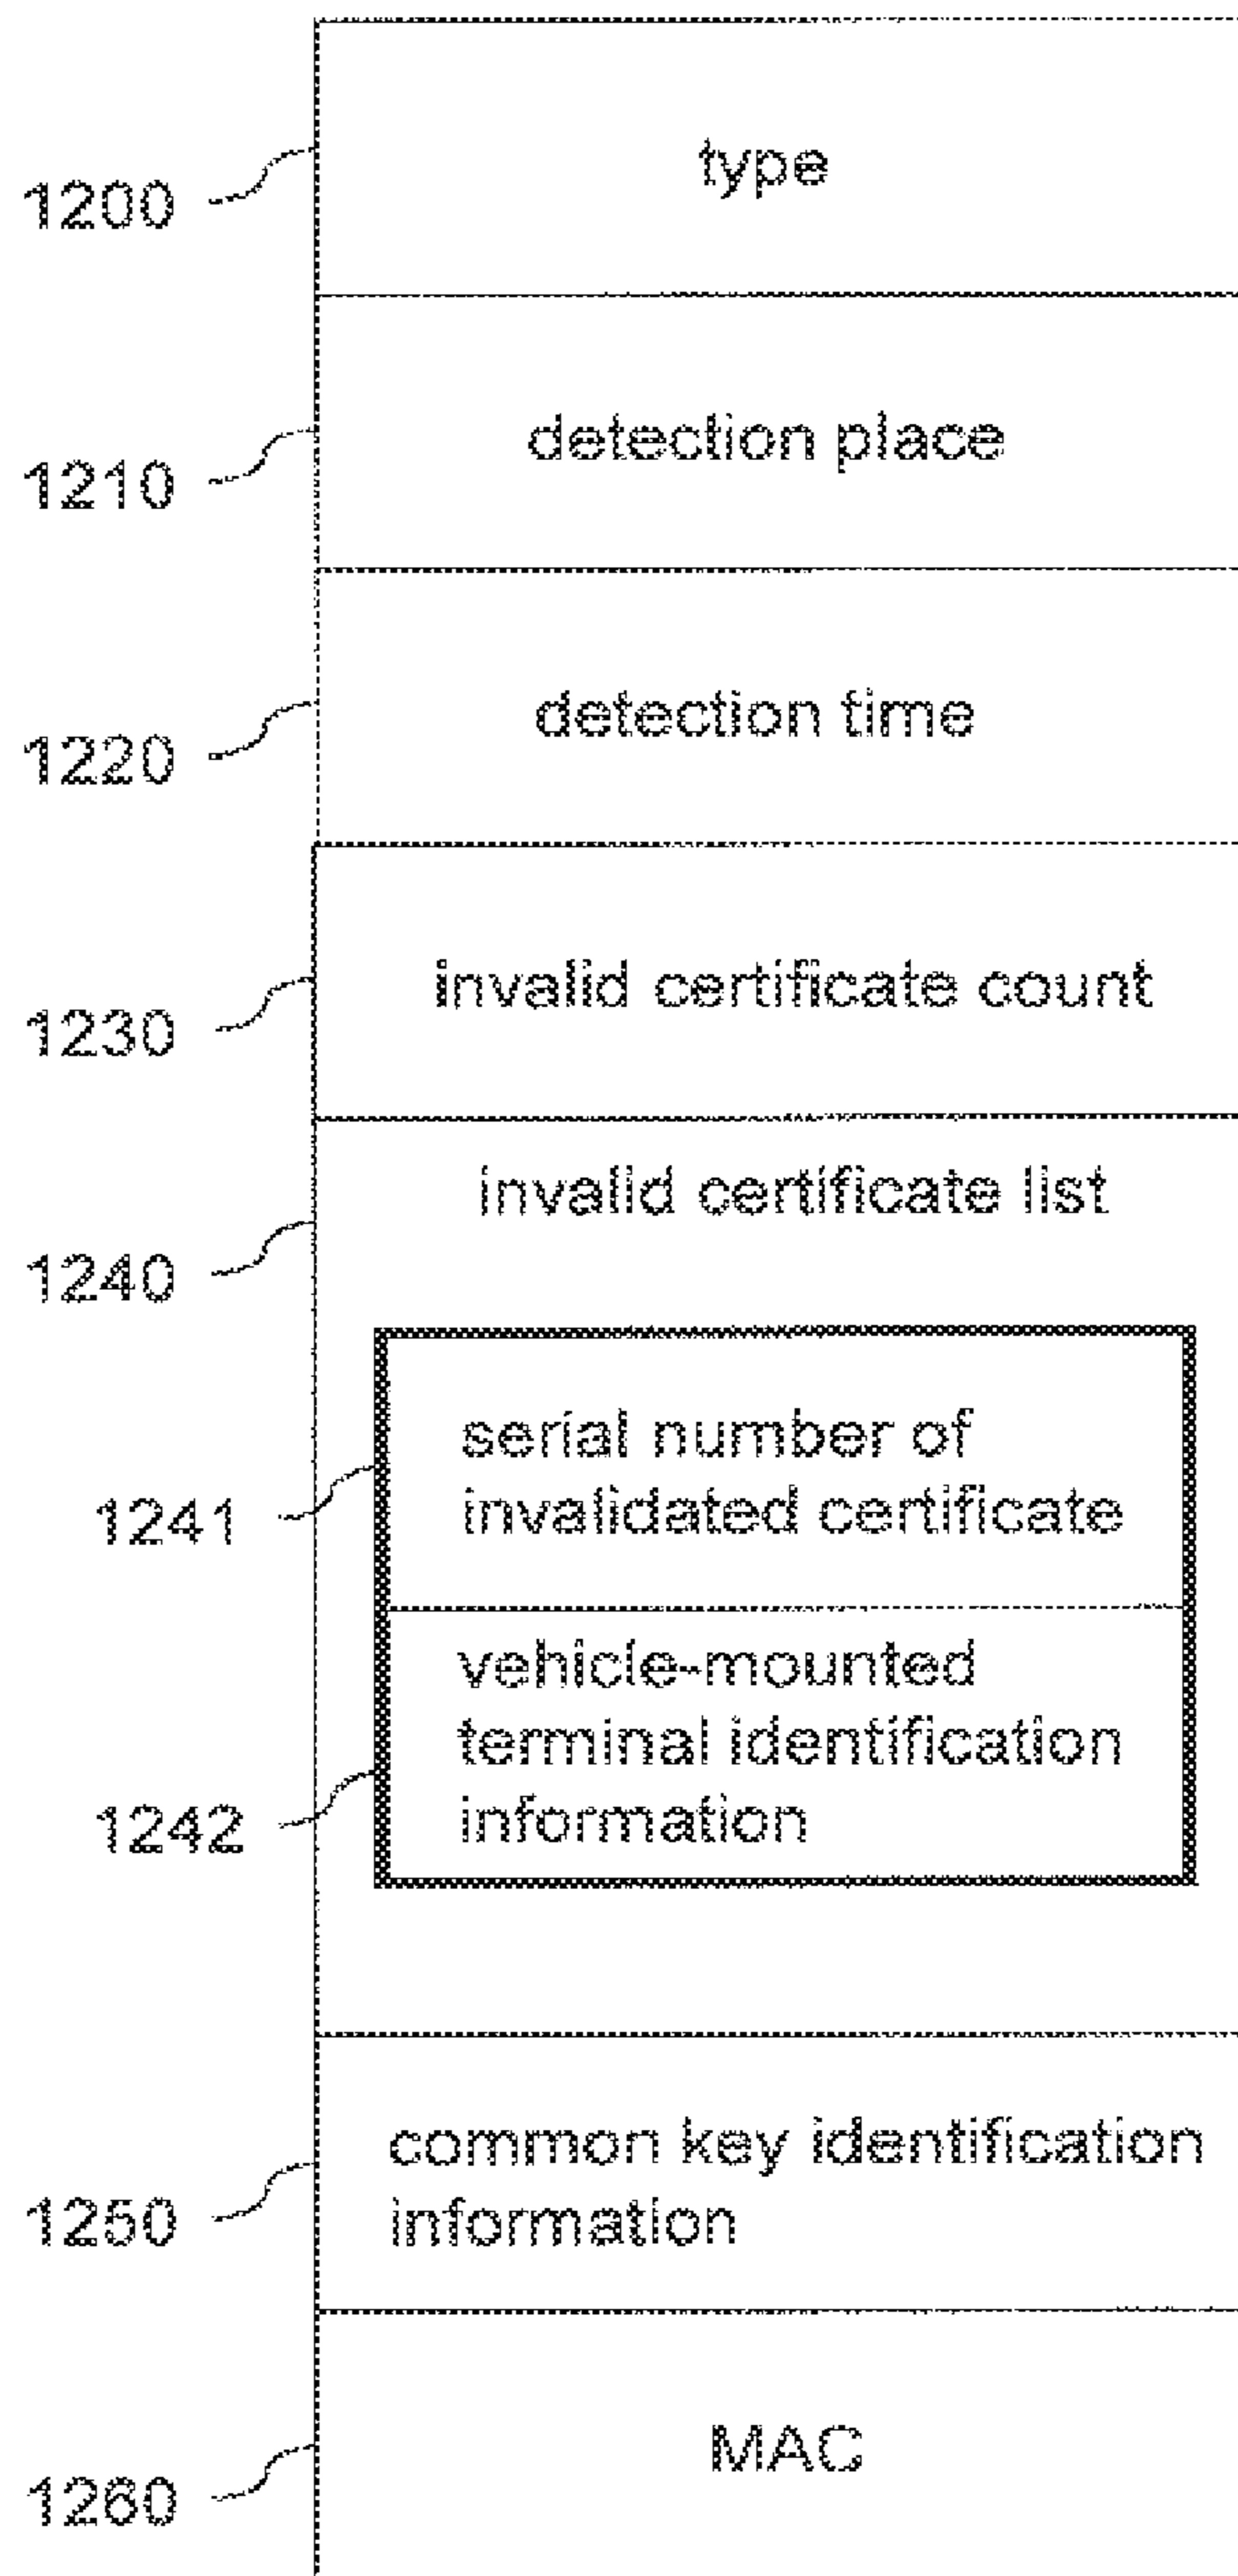 type
1200
detection place
1210
detection time
1220
invalid certificate count
1230
invalid certificate list
1240
serial number of
invalidated certificate
1241
vehicle-mounted
terminal identification
information
1242
common key identification
information
1250
MAC
1260